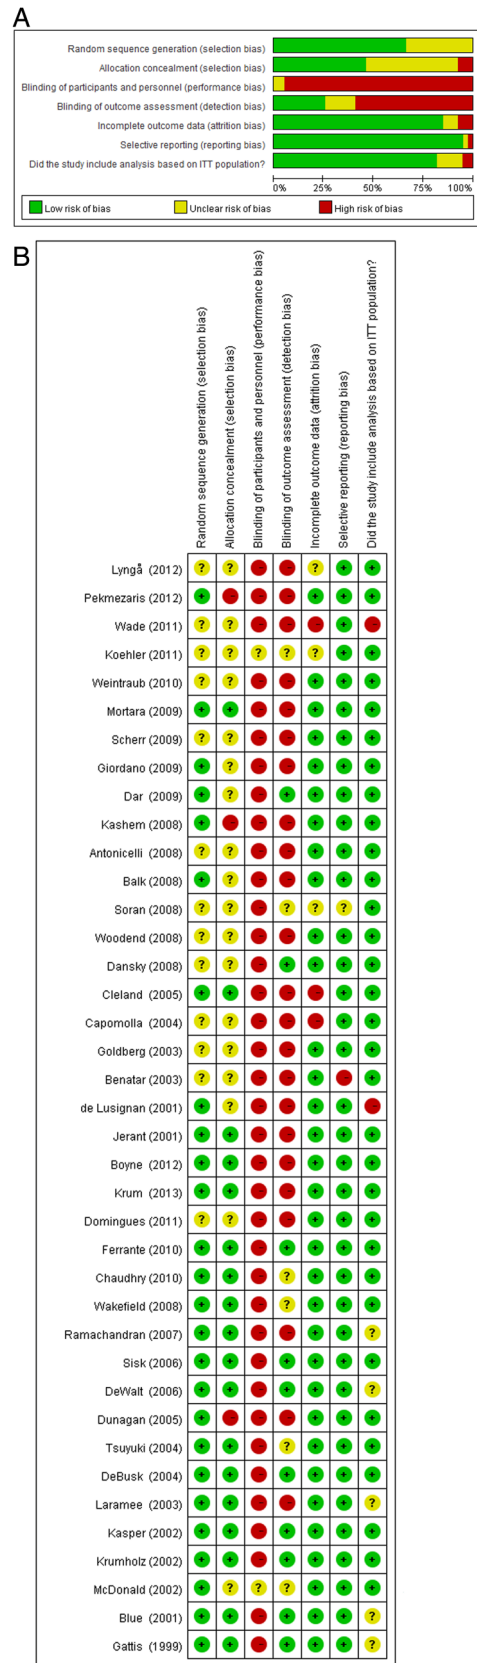 A
Random sequence generation (selection bias)
Allocation concealment (selection bias)
Blinding of participants and personnel (performance bias)
Blinding of outcome assessment (detection bias)
Incomplete outcome data (attrition bias)
Selective reporting (reporting bias)
Did the study include analysis based on ITT population?
0% 25% 50% 75% 100%
Low risk of bias Unclear risk of bias High risk of bias
B
Random sequence generation (selection bias)
Allocation concealment (selection bias)
Blinding of participants and personnel (performance bias)
Blinding of outcome assessment (detection bias)
Incomplete outcome data (attrition bias)
Selective reporting (reporting bias)
Did the study include analysis based on ITT population?
Lyngå (2012) ? ? - - ? + +
Pekmezaris (2012) + - - - + + +
Wade (2011) ? ? - - - + -
Koehler (2011) ? ? ? ? ? + +
Weintraub (2010) ? ? - - + + +
Mortara (2009) + + - - + + +
Scherr (2009) ? ? - - + + +
Giordano (2009) + ? - - + + +
Dar (2009) + ? - + + + +
Kashem (2008) + - - - + + +
Antonicelli (2008) ? ? - - + + +
Balk (2008) + ? - - + + +
Soran (2008) ? ? - ? ? ? +
Woodend (2008) ? ? - - + + +
Dansky (2008) ? ? - + + + +
Cleland (2005) + + - - - + +
Capomolla (2004) ? ? - - - + +
Goldberg (2003) ? ? - - + + +
Benatar (2003) ? ? - - + - +
de Lusignan (2001) + ? - - + + -
Jerant (2001) + + - - + + +
Boyne (2012) + + - - + + +
Krum (2013) + + - - + + +
Domingues (2011) ? ? - - + + +
Ferrante (2010) + + - + + + +
Chaudhry (2010) + + - ? + + +
Wakefield (2008) + + - ? + + +
Ramachandran (2007) + + - - + + ?
Sisk (2006) + + - + + + +
DeWalt (2006) + + - + + + ?
Dunagan (2005) + - - - + + +
Tsuyuki (2004) + + - ? + + +
DeBusk (2004) + + - + + + +
Laramee (2003) + + - - + + ?
Kasper (2002) + + - + + + +
Krumholz (2002) + + - + + + +
McDonald (2002) + ? ? ? + + +
Blue (2001) + + - + + + ?
Gattis (1999) + + - + + + ?